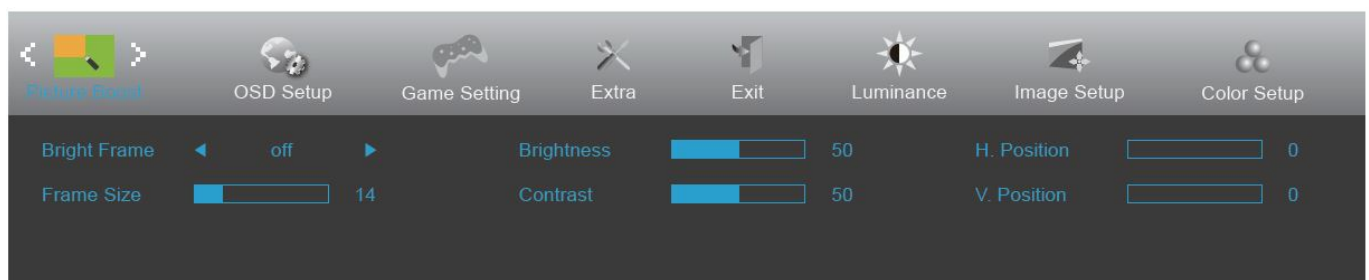 Picture Boost OSD Setup Game Setting Extra Exit Luminance Image Setup Color Setup
Bright Frame off Brightness 50 H. Position 0
Frame Size 14 Contrast 50 V. Position 0